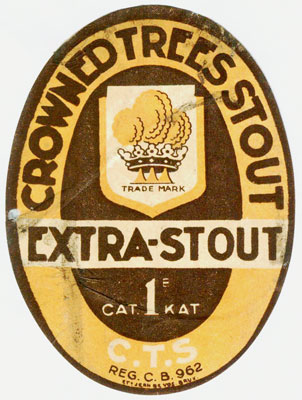 CROWNED TREES STOUT
TRADE MARK
EXTRA-STOUT
1E
CAT. KAT
C.T.S
REG. C.B. 962